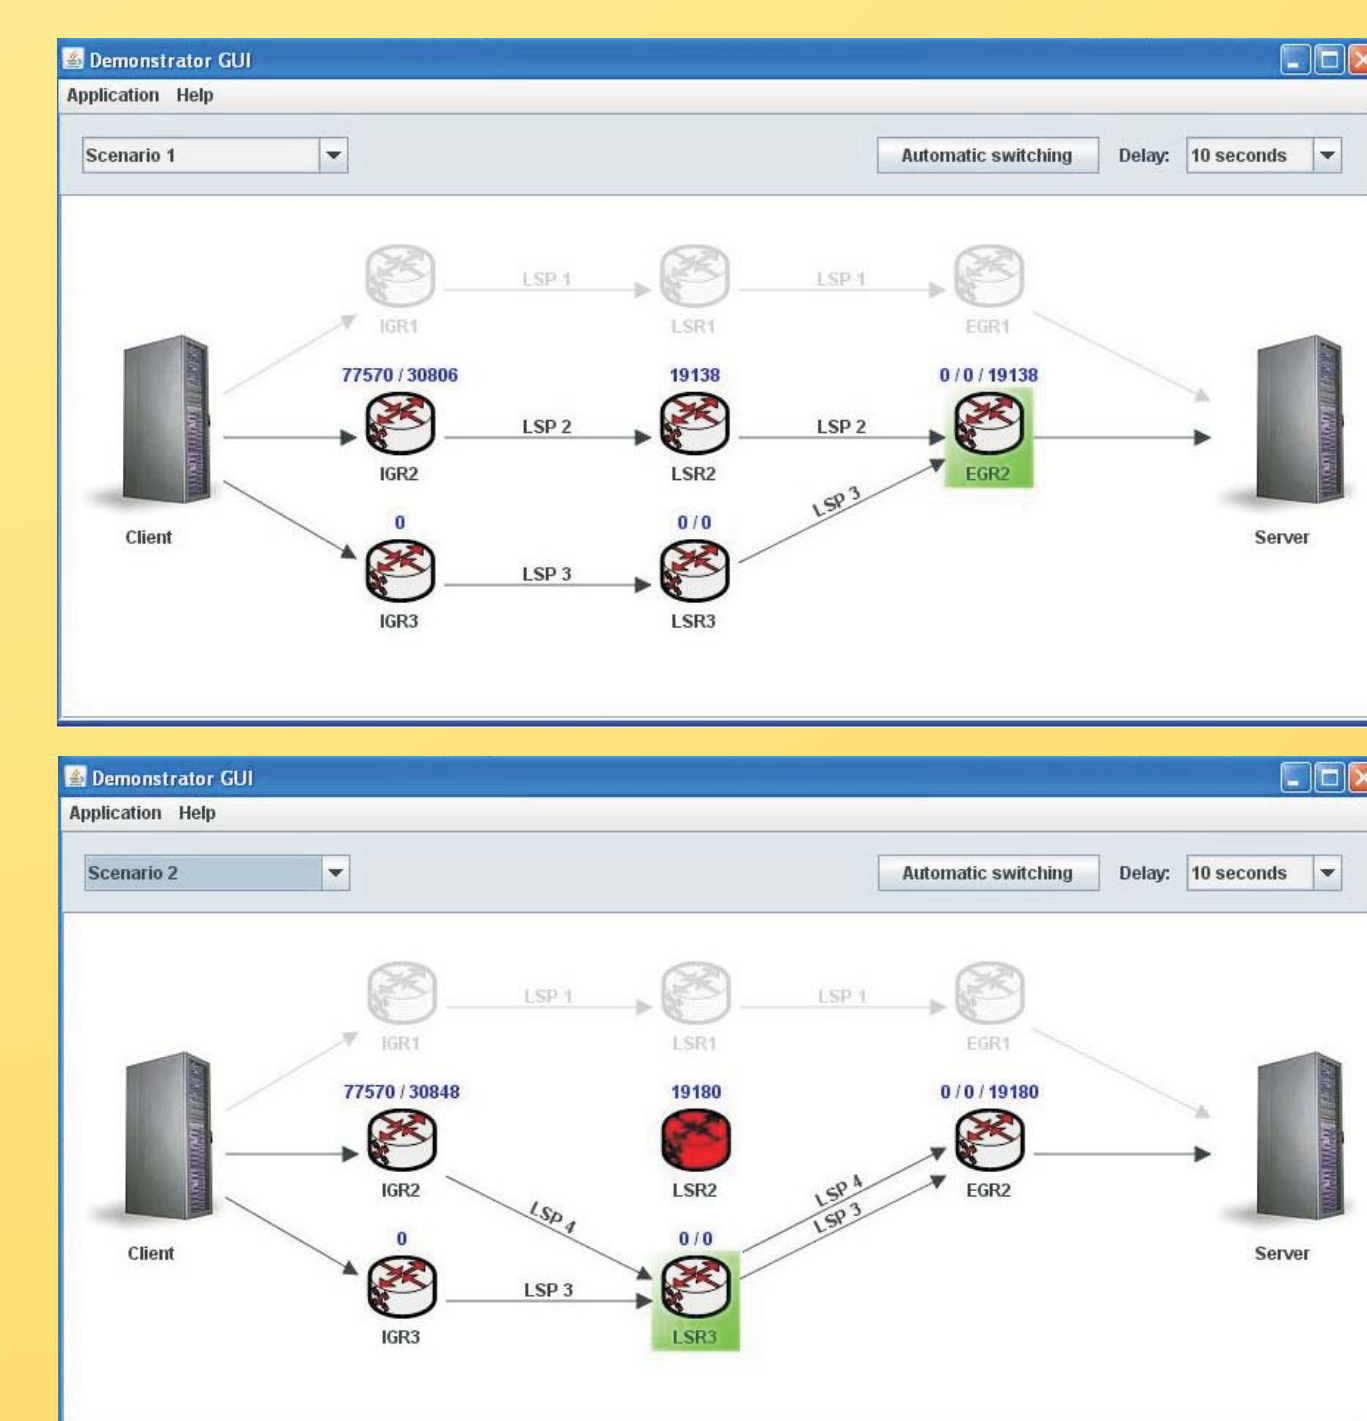 Demonstrator GUI
Application Help
Scenario 1
Automatic switching Delay: 10 seconds
LSP 1 LSP 1
IGR1 LSR1 EGR1
77570 / 30806 19138 0 / 0 / 19138
LSP 2 LSP 2
IGR2 LSR2 EGR2
LSP 3
0 0 / 0
Client Server
LSP 3
IGR3 LSR3
Demonstrator GUI
Application Help
Scenario 2
Automatic switching Delay: 10 seconds
LSP 1 LSP 1
IGR1 LSR1 EGR1
77570 / 30848 19180 0 / 0 / 19180
IGR2 LSR2 EGR2
LSP 4 LSP 4
LSP 3
0 0 / 0
Client Server
LSP 3
IGR3 LSR3